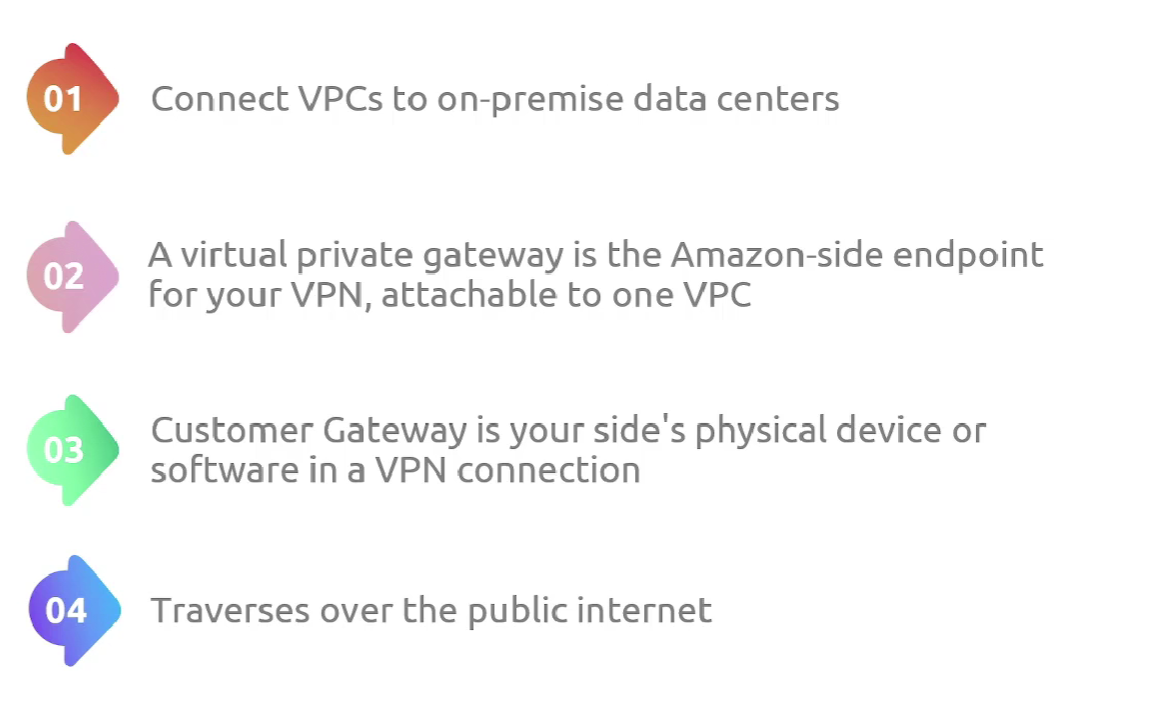 01
Connect VPCs to on-premise data centers
02
A virtual private gateway is the Amazon-side endpoint
for your VPN, attachable to one VPC
03
Customer Gateway is your side's physical device or
software in a VPN connection
04
Traverses over the public internet